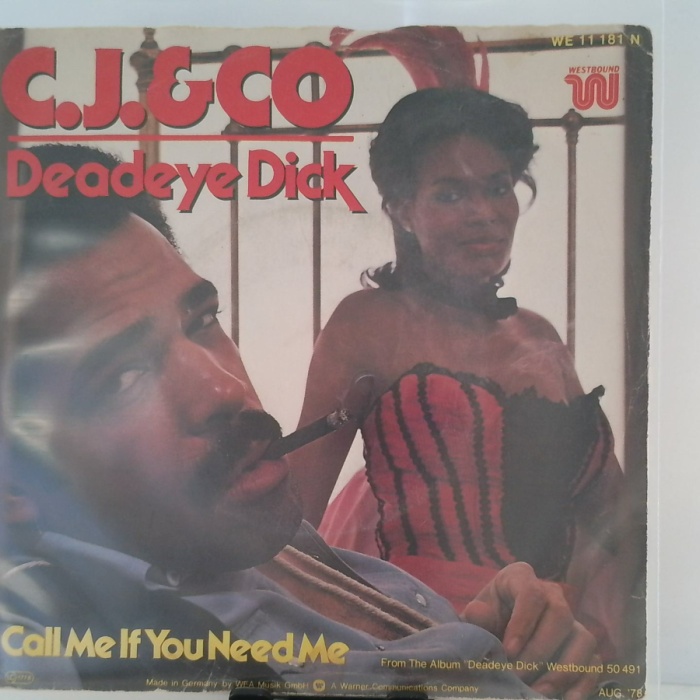 WE 11 181 N
WESTBOUND
C.J.&CO
Deadeye Dick
Call Me If You Need Me
From The Album "Deadeye Dick" Westbound 50 491
Made in Germany by WEA Musik GmbH A Warner Communications Company
AUG. '78